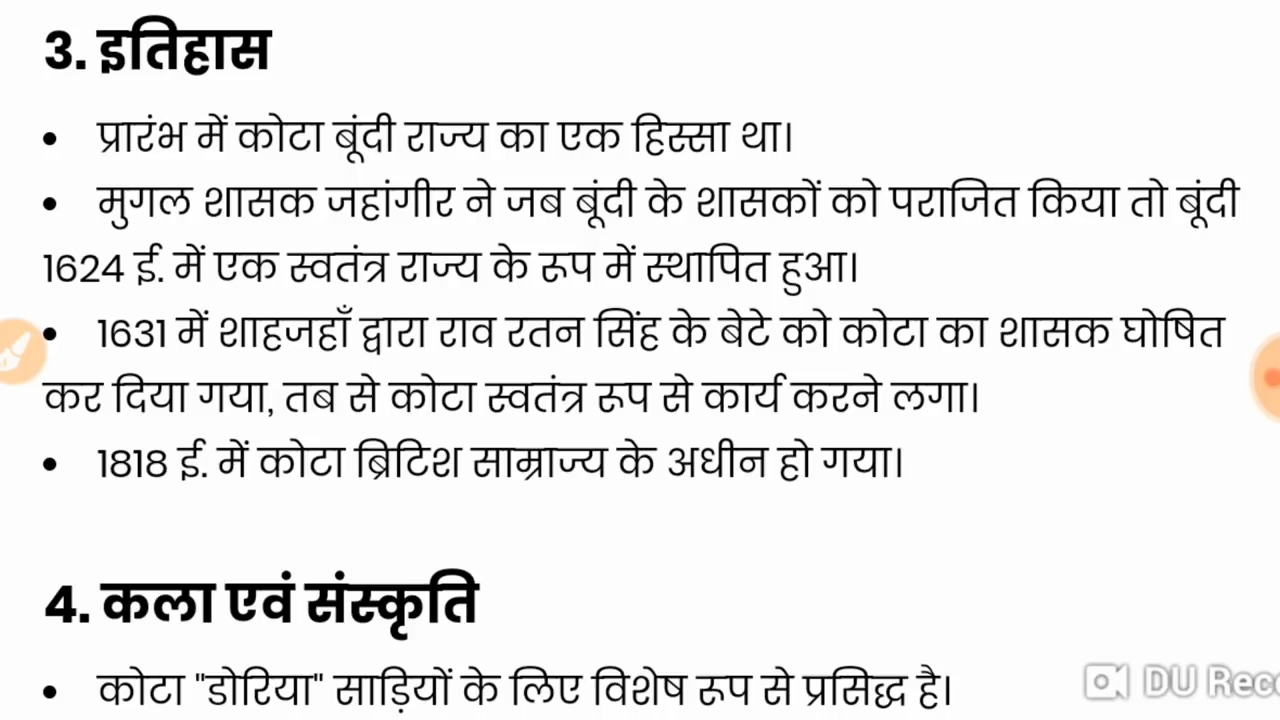 3. इतिहास
• प्रारंभ में कोटा बूंदी राज्य का एक हिस्सा था।
• मुगल शासक जहांगीर ने जब बूंदी के शासकों को पराजित किया तो बूंदी
1624 ई. में एक स्वतंत्र राज्य के रूप में स्थापित हुआ।
• 1631 में शाहजहाँ द्वारा राव रतन सिंह के बेटे को कोटा का शासक घोषित
कर दिया गया, तब से कोटा स्वतंत्र रूप से कार्य करने लगा।
• 1818 ई. में कोटा ब्रिटिश साम्राज्य के अधीन हो गया।
4. कला एवं संस्कृति
• कोटा "डोरिया" साड़ियों के लिए विशेष रूप से प्रसिद्ध है।
DU Rec